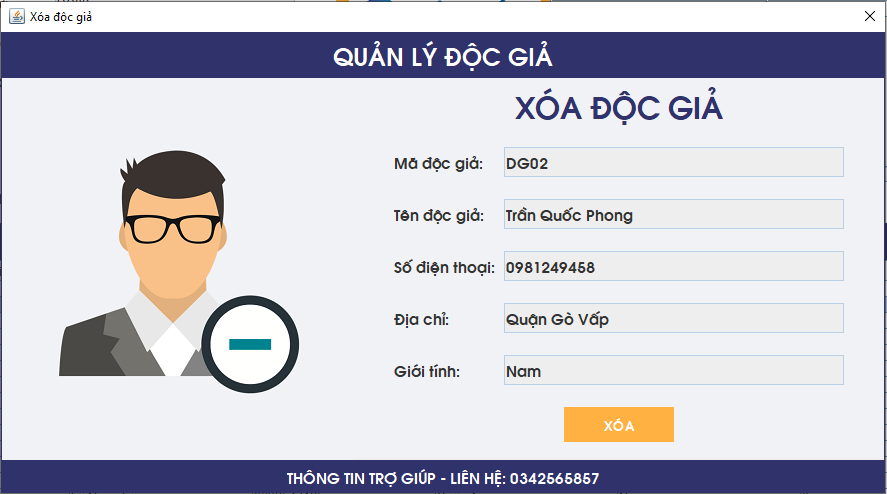 Xóa độc giả
QUẢN LÝ ĐỘC GIẢ
XÓA ĐỘC GIẢ
Mã độc giả: DG02
Tên độc giả: Trần Quốc Phong
Số điện thoại: 0981249458
Địa chỉ: Quận Gò Vấp
Giới tính: Nam
XÓA
THÔNG TIN TRỢ GIÚP - LIÊN HỆ: 0342565857